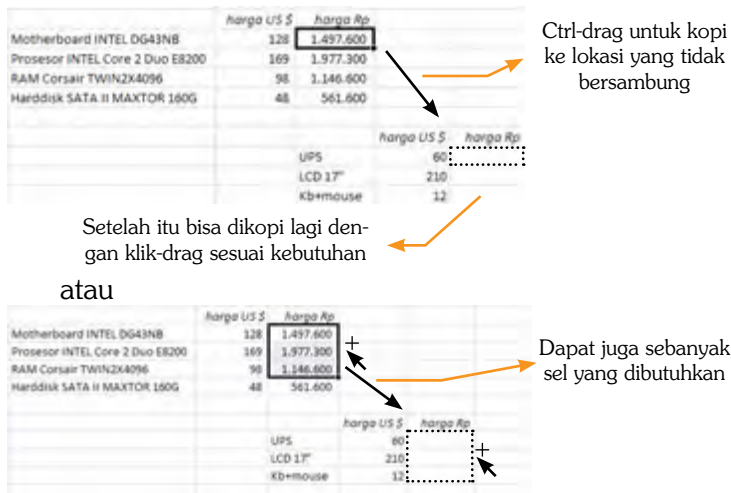 harga US $ harga Rp
Motherboard INTEL DG43NB 128 1.497.600
Prosesor INTEL Core 2 Duo E8200 169 1.977.300
RAM Corsair TWIN2X4096 98 1.146.600
Harddisk SATA II MAXTOR 160G 48 561.600
Ctrl-drag untuk kopi
ke lokasi yang tidak
bersambung
harga US $ harga Rp
UPS 60
LCD 17" 210
Kb+mouse 12
Setelah itu bisa dikopi lagi den-
gan klik-drag sesuai kebutuhan
atau
harga US $ harga Rp
Motherboard INTEL DG43NB 128 1.497.600
Prosesor INTEL Core 2 Duo E8200 169 1.977.300
RAM Corsair TWIN2X4096 98 1.146.600
Harddisk SATA II MAXTOR 160G 48 561.600
Dapat juga sebanyak
sel yang dibutuhkan
harga US $ harga Rp
UPS 60
LCD 17" 210
Kb+mouse 12